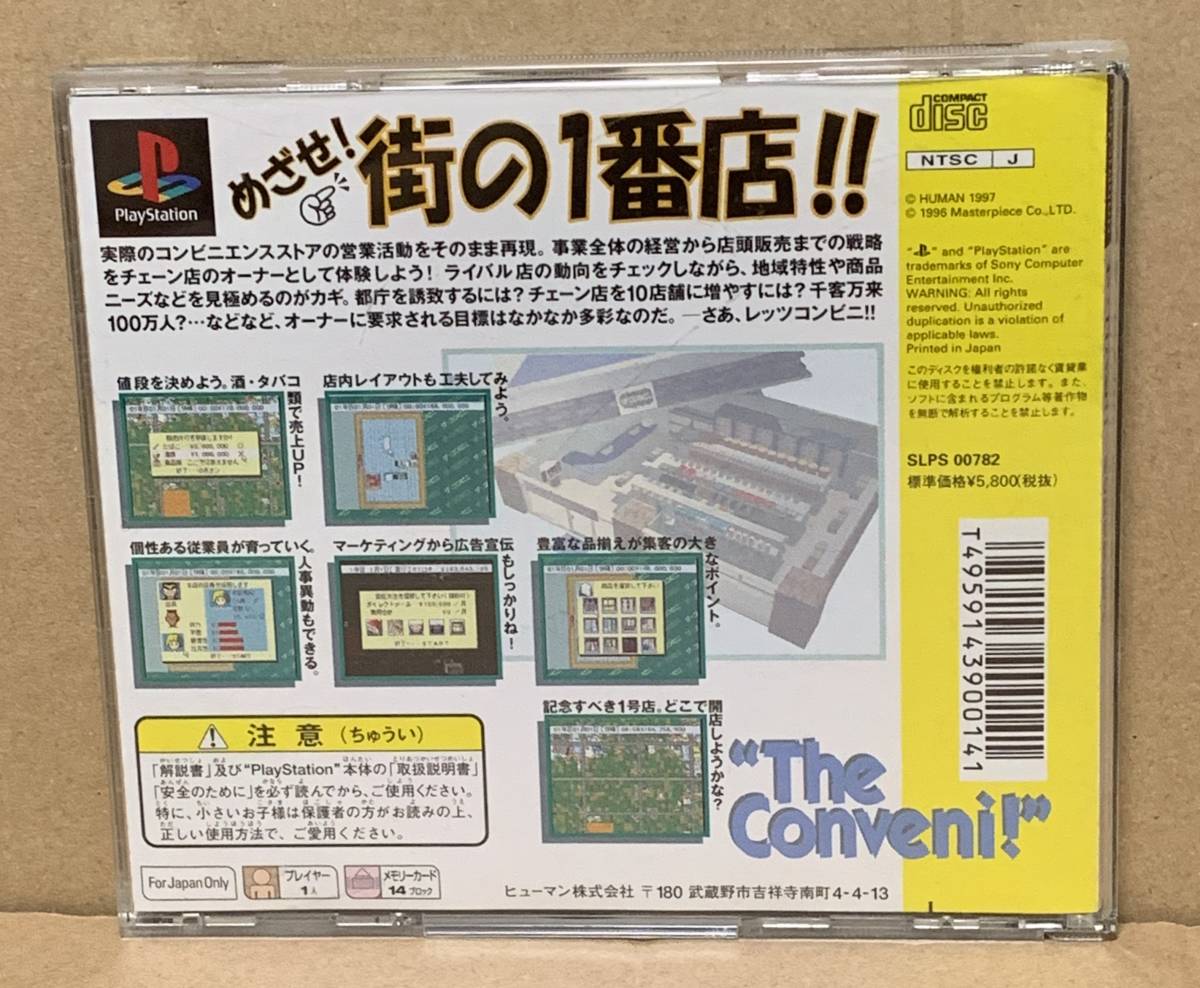 PlayStation
めざせ!
街の1番店!!
実際のコンビニエンスストアの営業活動をそのまま再現。事業全体の経営から店頭販売までの戦略
をチェーン店のオーナーとして体験しよう!ライバル店の動向をチェックしながら、地域特性や商品
ニーズなどを見極めるのがカギ。都庁を誘致するには?チェーン店を10店舗に増やすには?千客万来
100万人?…などなど、オーナーに要求される目標はなかなか多彩なのだ。—さあ、レッツコンビニ!!
値段を決めよう。酒・タバコ類で売上UP!
店内レイアウトも工夫してみよう。
個性ある従業員が育っていく。人事異動もできる。
マーケティングから広告宣伝もしっかりね!
豊富な品揃えが集客の大きなポイント。
記念すべき1号店。どこで開店しようかな?
注意(ちゅうい)
「解説書」及び"PlayStation"本体の「取扱説明書」
「安全のために」を必ず読んでから、ご使用ください。
特に、小さいお子様は保護者の方がお読みの上、
正しい使用方法で、ご愛用ください。
For Japan Only
プレイヤー
1人
メモリーカード
14ブロック
"The
Conveni!"
ヒューマン株式会社 〒180 武蔵野市吉祥寺南町4-4-13
COMPACT
disc
NTSC J
© HUMAN 1997
© 1996 Masterpiece Co.,LTD.
" " and "PlayStation" are
trademarks of Sony Computer
Entertainment Inc.
WARNING: All rights
reserved. Unauthorized
duplication is a violation of
applicable laws.
Printed in Japan
このディスクを権利者の許諾なく賃貸業
に使用することを禁止します。また、
ソフトに含まれるプログラム等著作物
を無断で解析することを禁止します。
SLPS 00782
標準価格¥5,800(税抜)
T4959143900141